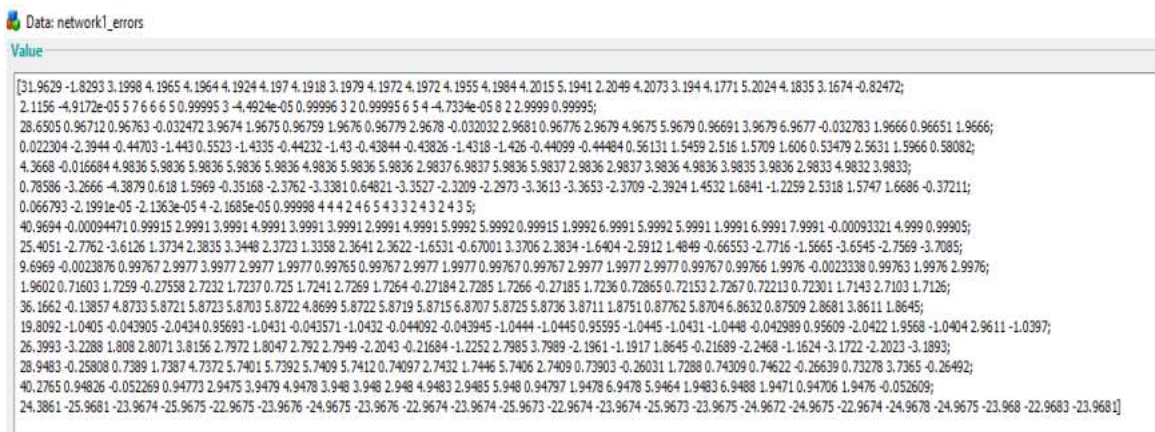 Data: network1_errors
Value
[31.9629 -1.8293 3.1998 4.1965 4.1964 4.1924 4.197 4.1918 3.1979 4.1972 4.1972 4.1955 4.1984 4.2015 5.1941 2.2049 4.2073 3.194 4.1771 5.2024 4.1835 3.1674 -0.82472;
2.1156 -4.9172e-05 5 7 6 6 6 5 0.99995 3 -4.4924e-05 0.99996 3 2 0.99995 6 5 4 -4.7334e-05 8 2 2.9999 0.99995;
28.6505 0.96712 0.96763 -0.032472 3.9674 1.9675 0.96759 1.9676 0.96779 2.9678 -0.032032 2.9681 0.96776 2.9679 4.9675 5.9679 0.96691 3.9679 6.9677 -0.032783 1.9666 0.96651 1.9666;
0.022304 -2.3944 -0.44703 -1.443 0.5523 -1.4335 -0.44232 -1.43 -0.43844 -0.43826 -1.4318 -1.426 -0.44099 -0.44484 0.56131 1.5459 2.516 1.5709 1.606 0.53479 2.5631 1.5966 0.58082;
4.3668 -0.016684 4.9836 5.9836 5.9836 5.9836 5.9836 4.9836 5.9836 5.9836 5.9836 2.9837 6.9837 5.9836 5.9837 2.9836 2.9837 3.9836 4.9836 3.9835 3.9836 2.9833 4.9832 3.9833;
0.78586 -3.2666 -4.3879 0.618 1.5969 -0.35168 -2.3762 -3.3381 0.64821 -3.3527 -2.3209 -2.2973 -3.3613 -3.3653 -2.3709 -2.3924 1.4532 1.6841 -1.2259 2.5318 1.5747 1.6686 -0.37211;
0.066793 -2.1991e-05 -2.1363e-05 4 -2.1685e-05 0.99998 4 4 4 2 4 6 5 4 3 3 2 4 3 2 4 3 5;
40.9694 -0.00094471 0.99915 2.9991 3.9991 4.9991 3.9991 3.9991 2.9991 4.9991 5.9992 5.9992 0.99915 1.9992 6.9991 5.9992 5.9991 1.9991 6.9991 7.9991 -0.00093321 4.999 0.99905;
25.4051 -2.7762 -3.6126 1.3734 2.3835 3.3448 2.3723 1.3358 2.3641 2.3622 -1.6531 -0.67001 3.3706 2.3834 -1.6404 -2.5912 1.4849 -0.66553 -2.7716 -1.5665 -3.6545 -2.7569 -3.7085;
9.6969 -0.0023876 0.99767 2.9977 3.9977 2.9977 1.9977 0.99765 0.99767 2.9977 1.9977 0.99767 0.99767 2.9977 1.9977 2.9977 0.99767 0.99766 1.9976 -0.0023338 0.99763 1.9976 2.9976;
1.9602 0.71603 1.7259 -0.27558 2.7232 1.7237 0.725 1.7241 2.7269 1.7264 -0.27184 2.7285 1.7266 -0.27185 1.7236 0.72865 0.72153 2.7267 0.72213 0.72301 1.7143 2.7103 1.7126;
36.1662 -0.13857 4.8733 5.8721 5.8723 5.8703 5.8722 4.8699 5.8722 5.8719 5.8715 6.8707 5.8725 5.8736 3.8711 1.8751 0.87762 5.8704 6.8632 0.87509 2.8681 3.8611 1.8645;
19.8092 -1.0405 -0.043905 -2.0434 0.95693 -1.0431 -0.043571 -1.0432 -0.044092 -0.043945 -1.0444 -1.0445 0.95595 -1.0445 -1.0431 -1.0448 -0.042989 0.95609 -2.0422 1.9568 -1.0404 2.9611 -1.0397;
26.3993 -3.2288 1.808 2.8071 3.8156 2.7972 1.8047 2.792 2.7949 -2.2043 -0.21684 -1.2252 2.7985 3.7989 -2.1961 -1.1917 1.8645 -0.21689 -2.2468 -1.1624 -3.1722 -2.2023 -3.1893;
28.9483 -0.25808 0.7389 1.7387 4.7372 5.7401 5.7392 5.7409 5.7412 0.74097 2.7432 1.7446 5.7406 2.7409 0.73903 -0.26031 1.7288 0.74309 0.74622 -0.26639 0.73278 3.7365 -0.26492;
40.2765 0.94826 -0.052269 0.94773 2.9475 3.9479 4.9478 3.948 3.948 2.948 4.9483 2.9485 5.948 0.94797 1.9478 6.9478 5.9464 1.9483 6.9488 1.9471 0.94706 1.9476 -0.052609;
24.3861 -25.9681 -23.9674 -25.9675 -22.9675 -23.9676 -24.9675 -23.9676 -22.9674 -23.9674 -25.9673 -22.9674 -23.9674 -25.9673 -23.9675 -24.9672 -24.9675 -22.9674 -24.9678 -24.9675 -23.968 -22.9683 -23.9681]